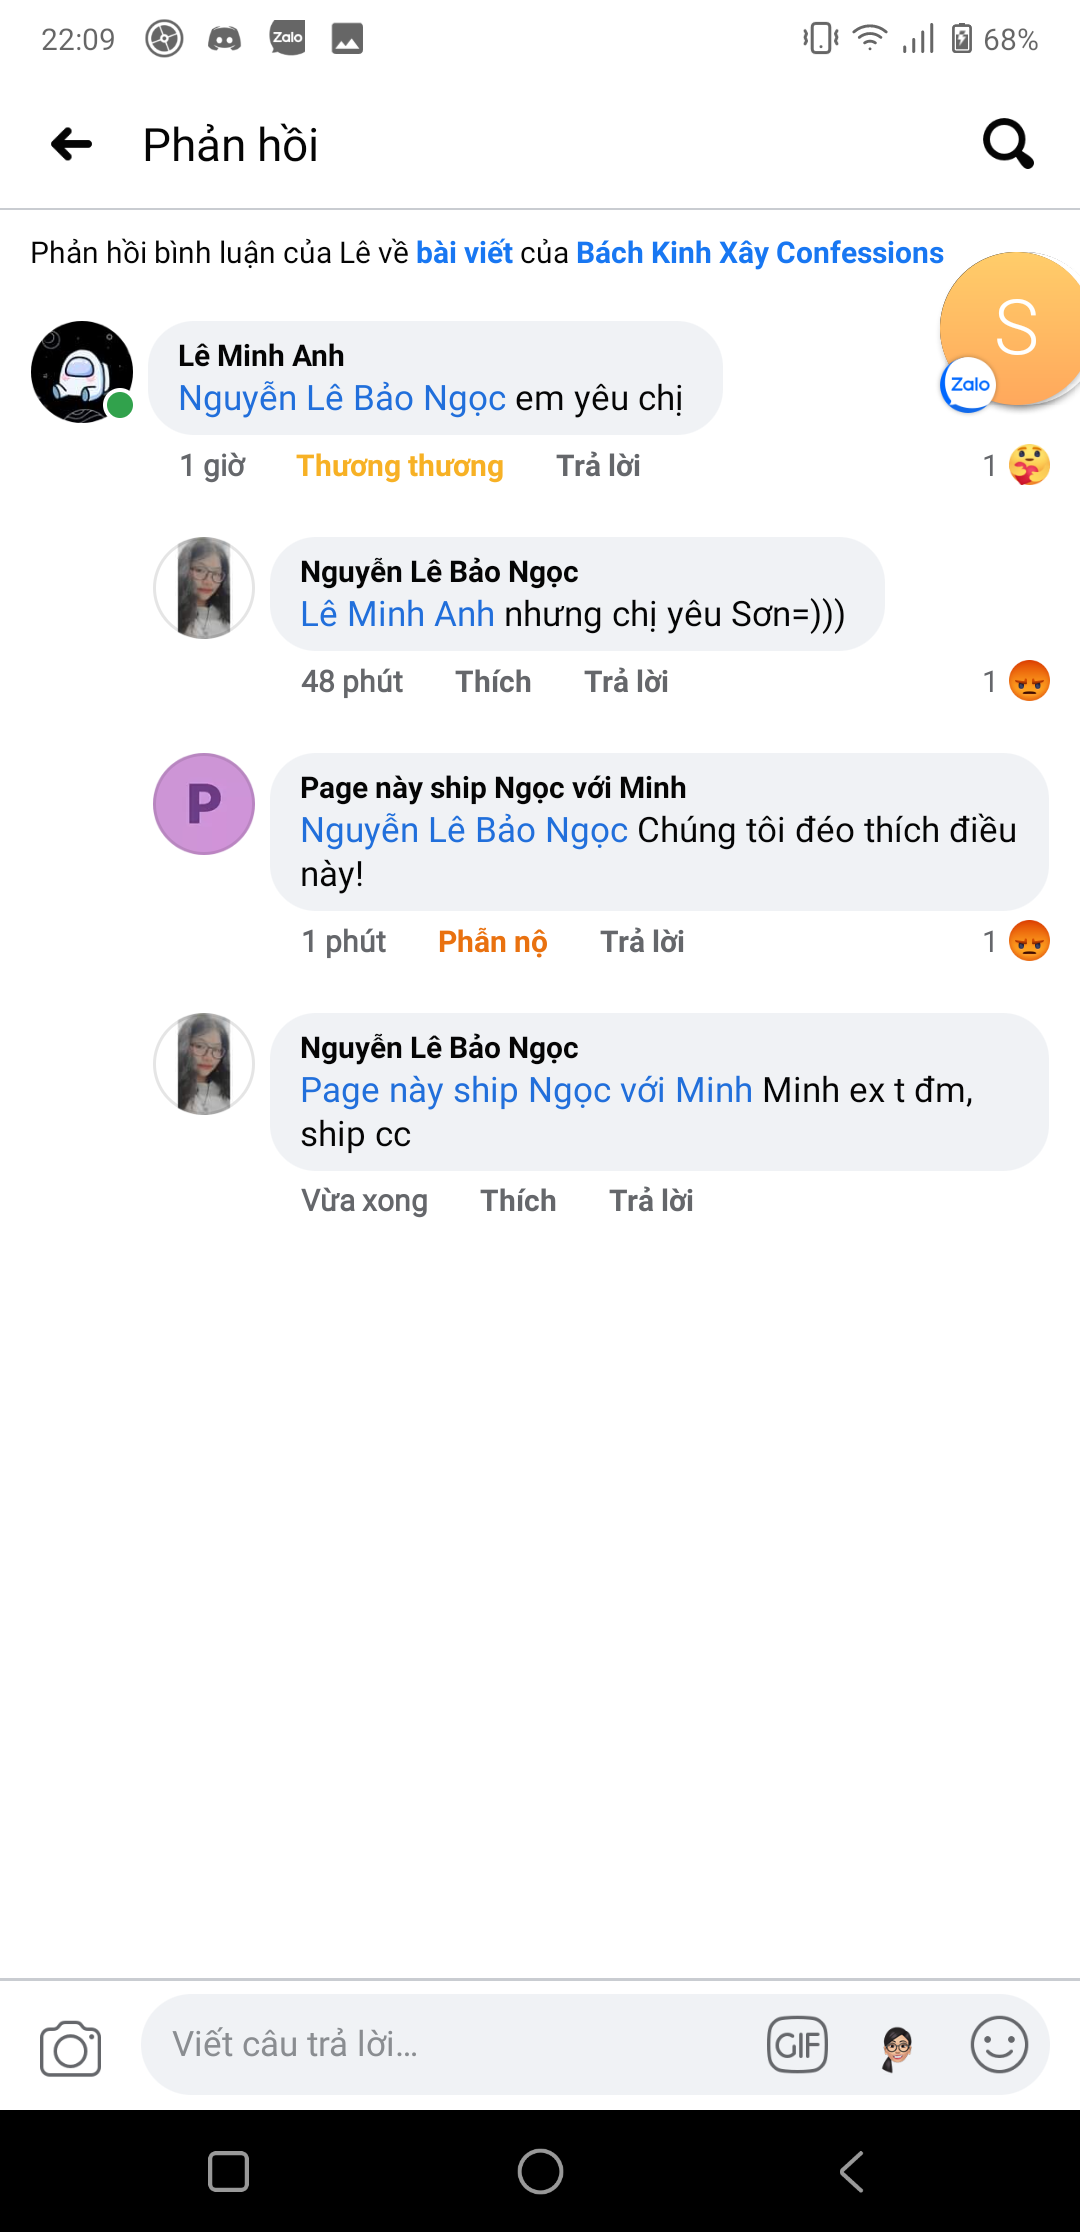 22:09 Zalo 68%
Phản hồi
Phản hồi bình luận của Lê về bài viết của Bách Kinh Xây Confessions
S
Zalo
Lê Minh Anh
Nguyễn Lê Bảo Ngọc em yêu chị
1 giờ Thương thương Trả lời 1
Nguyễn Lê Bảo Ngọc
Lê Minh Anh nhưng chị yêu Sơn=)))
48 phút Thích Trả lời 1
P
Page này ship Ngọc với Minh
Nguyễn Lê Bảo Ngọc Chúng tôi đéo thích điều
này!
1 phút Phẫn nộ Trả lời 1
Nguyễn Lê Bảo Ngọc
Page này ship Ngọc với Minh Minh ex t đm,
ship cc
Vừa xong Thích Trả lời
Viết câu trả lời... GIF